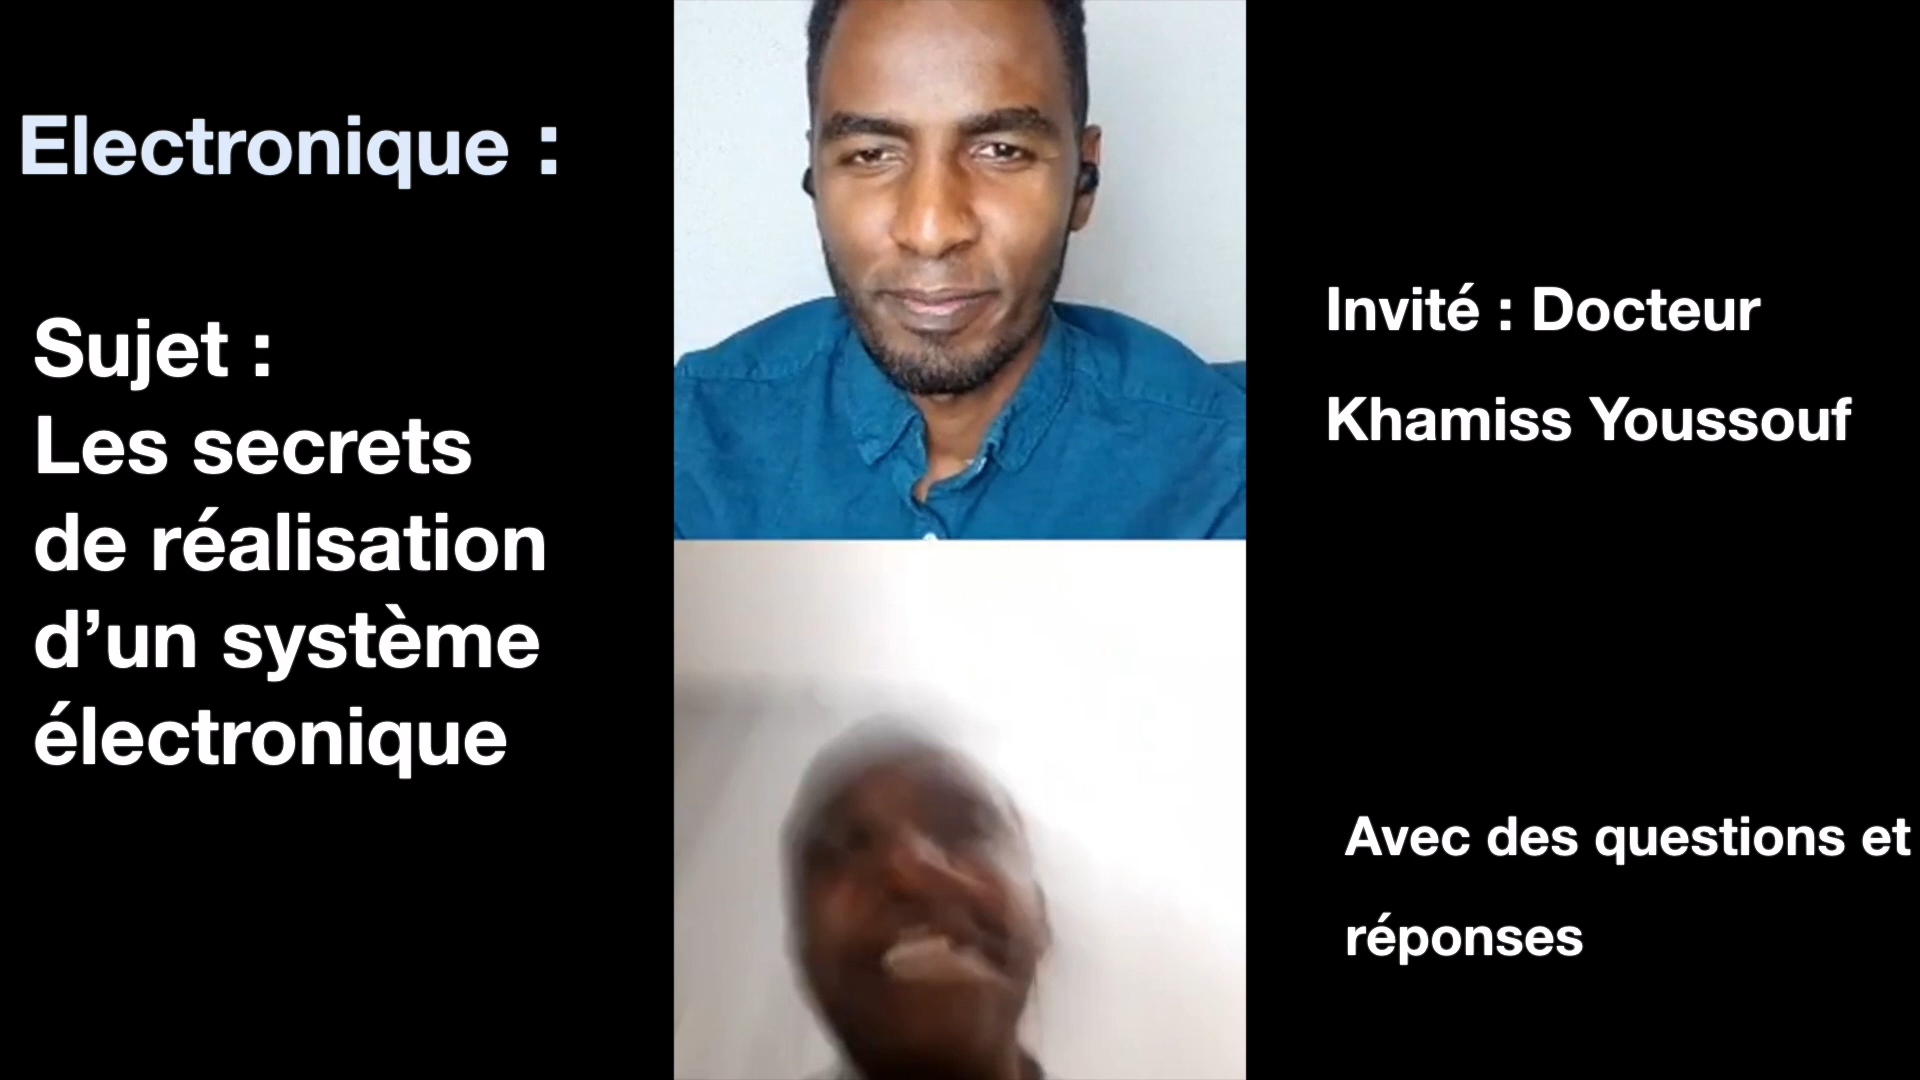 Electronique :
Sujet :
Les secrets
de réalisation
d’un système
électronique
Invité : Docteur
Khamiss Youssouf
Avec des questions et
réponses